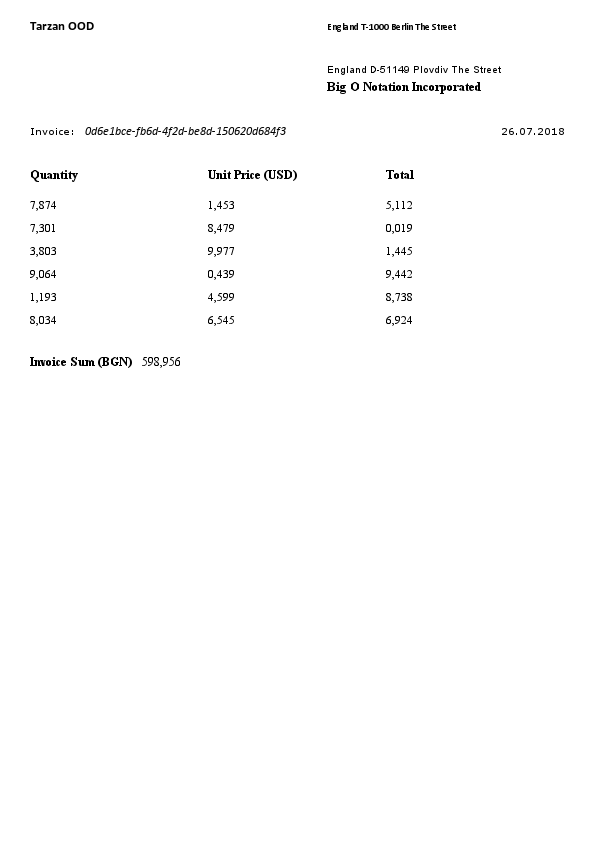 Tarzan OOD England T-1000 Berlin The Street
England D-51149 Plovdiv The Street
Big O Notation Incorporated
Invoice: 0d6e1bce-fb6d-4f2d-be8d-150620d684f3 26.07.2018
Quantity Unit Price (USD) Total
7,874 1,453 5,112
7,301 8,479 0,019
3,803 9,977 1,445
9,064 0,439 9,442
1,193 4,599 8,738
8,034 6,545 6,924
Invoice Sum (BGN) 598,956